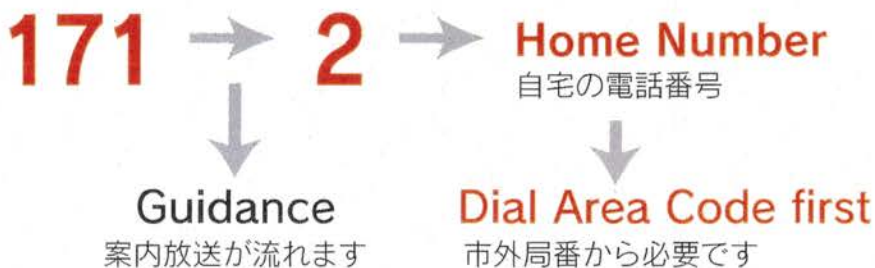 171 → 2 → Home Number
自宅の電話番号
Guidance
案内放送が流れます
Dial Area Code first
市外局番から必要です